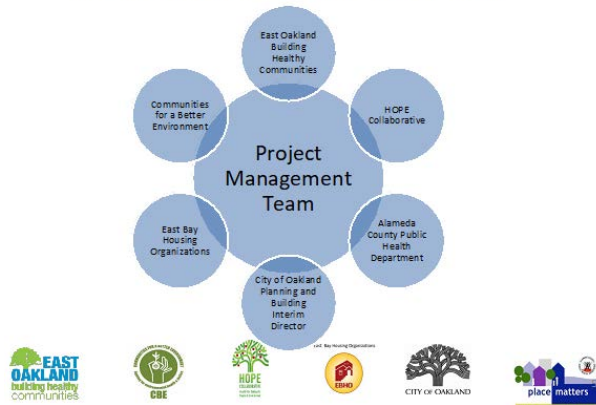 East Oakland
Building
Healthy
Communities
Communities
for a Better
Environment
HOPE
Collaborative
Project
Management
Team
East Bay
Housing
Organizations
Alameda
County Public
Health
Department
City of Oakland
Planning and
Building
Interim
Director
EAST
OAKLAND
building healthy
communities
CBE
HOPE
COLLABORATIVE
East Bay Housing Organizations
EBHO
CITY OF OAKLAND
place matters